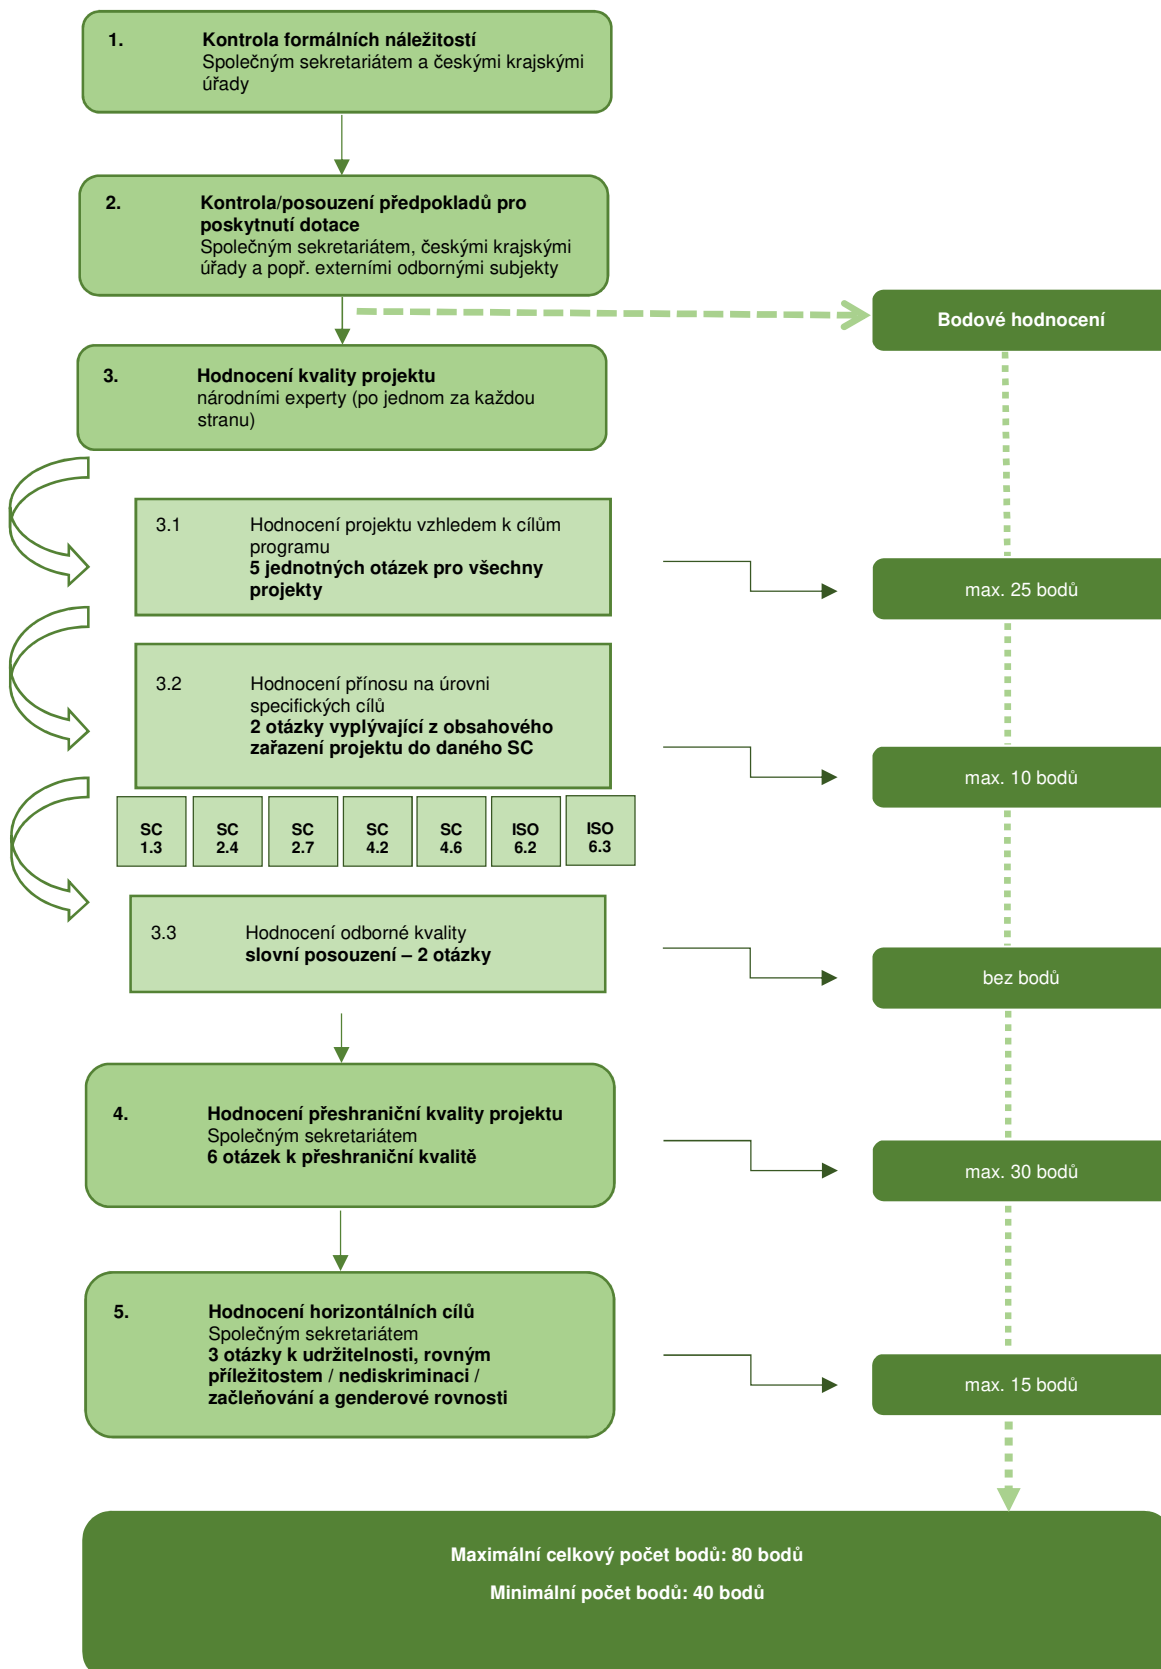 1. Kontrola formálních náležitostí
Společným sekretariátem a českými krajskými
úřady
2. Kontrola/posouzení předpokladů pro
poskytnutí dotace
Společným sekretariátem, českými krajskými
úřady a popř. externími odbornými subjekty
Bodové hodnocení
3. Hodnocení kvality projektu
národními experty (po jednom za každou
stranu)
3.1 Hodnocení projektu vzhledem k cílům
programu
5 jednotných otázek pro všechny
projekty
max. 25 bodů
3.2 Hodnocení přínosu na úrovni
specifických cílů
2 otázky vyplývající z obsahového
zařazení projektu do daného SC
max. 10 bodů
SC
1.3
SC
2.4
SC
2.7
SC
4.2
SC
4.6
ISO
6.2
ISO
6.3
3.3 Hodnocení odborné kvality
slovní posouzení – 2 otázky
bez bodů
4. Hodnocení přeshraniční kvality projektu
Společným sekretariátem
6 otázek k přeshraniční kvalitě
max. 30 bodů
5. Hodnocení horizontálních cílů
Společným sekretariátem
3 otázky k udržitelnosti, rovným
příležitostem / nediskriminaci /
začleňování a genderové rovnosti
max. 15 bodů
Maximální celkový počet bodů: 80 bodů
Minimální počet bodů: 40 bodů